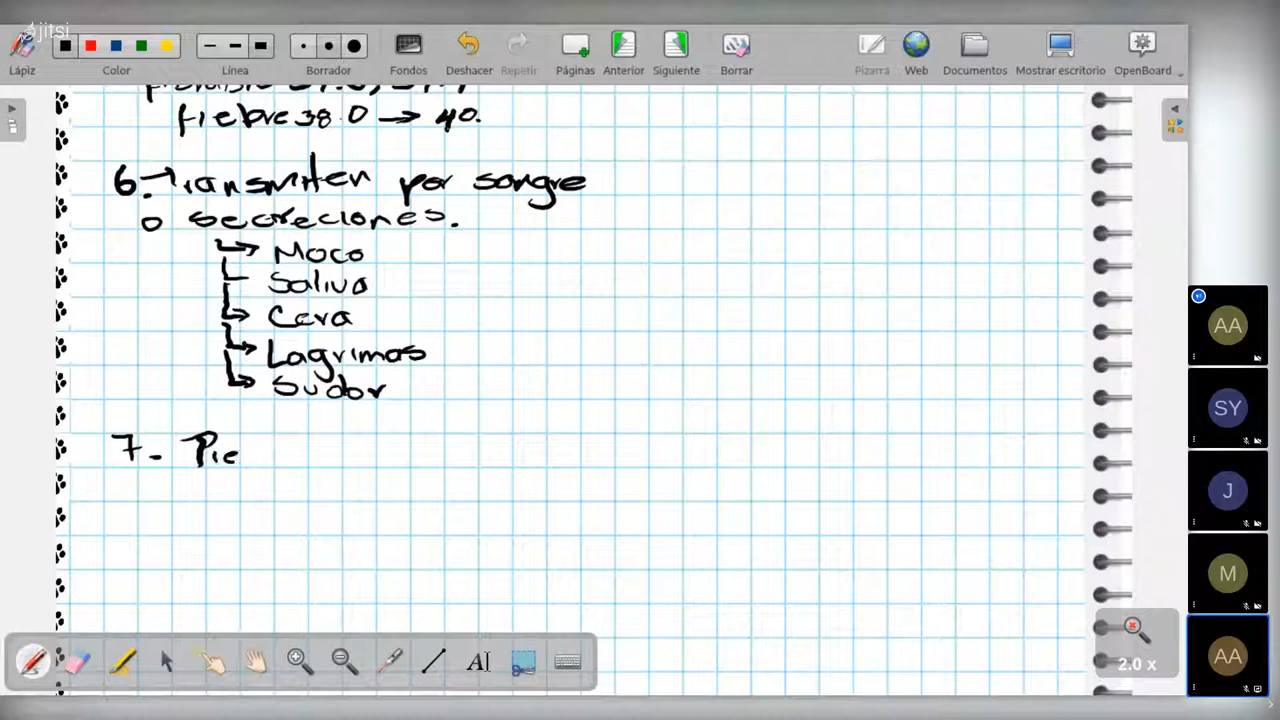 jitsi
Lápiz Color Línea Borrador Fondos Deshacer Repetir Páginas Anterior Siguiente Borrar Pizarra Web Documentos Mostrar escritorio OpenBoard
fiebre 38.0 → 40.
6.- Transmiten por sangre
o secreciones.
Moco
Saliva
Cera
Lagrimas
Sudor
7- Pie
AA
SY
J
M
AA
2.0 x